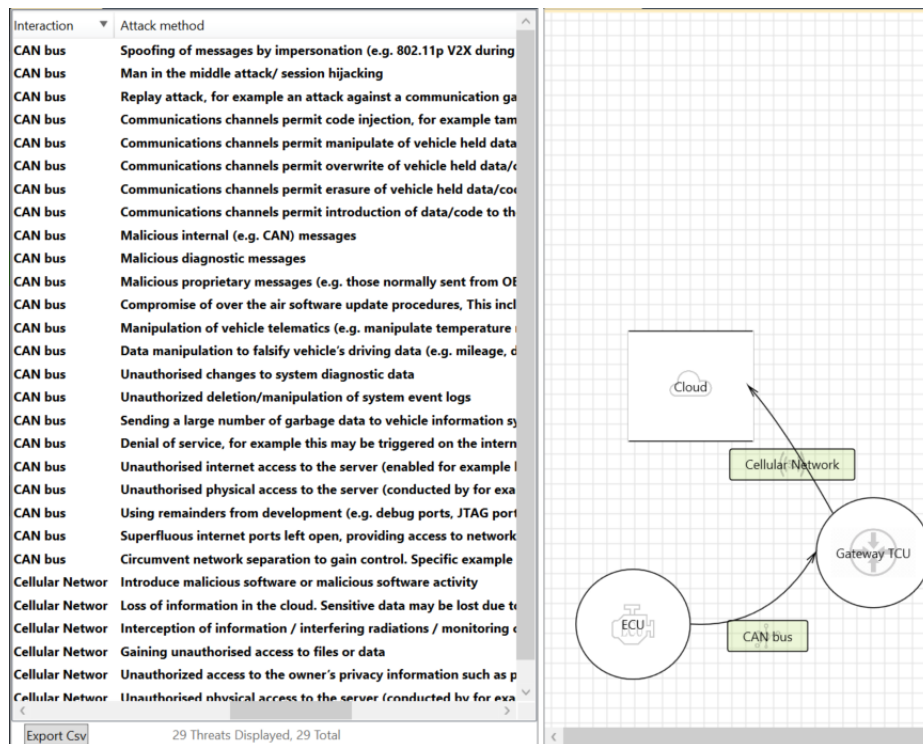 Interaction Attack method
CAN bus Spoofing of messages by impersonation (e.g. 802.11p V2X during
CAN bus Man in the middle attack/ session hijacking
CAN bus Replay attack, for example an attack against a communication ga
CAN bus Communications channels permit code injection, for example tam
CAN bus Communications channels permit manipulate of vehicle held data
CAN bus Communications channels permit overwrite of vehicle held data/c
CAN bus Communications channels permit erasure of vehicle held data/co
CAN bus Communications channels permit introduction of data/code to th
CAN bus Malicious internal (e.g. CAN) messages
CAN bus Malicious diagnostic messages
CAN bus Malicious proprietary messages (e.g. those normally sent from OE
CAN bus Compromise of over the air software update procedures, This incl
CAN bus Manipulation of vehicle telematics (e.g. manipulate temperature
CAN bus Data manipulation to falsify vehicle's driving data (e.g. mileage, d
CAN bus Unauthorised changes to system diagnostic data
CAN bus Unauthorized deletion/manipulation of system event logs
CAN bus Sending a large number of garbage data to vehicle information sy
CAN bus Denial of service, for example this may be triggered on the intern
CAN bus Unauthorised internet access to the server (enabled for example
CAN bus Unauthorised physical access to the server (conducted by for exa
CAN bus Using remainders from development (e.g. debug ports, JTAG port
CAN bus Superfluous internet ports left open, providing access to network
CAN bus Circumvent network separation to gain control. Specific example
Cellular Networ Introduce malicious software or malicious software activity
Cellular Networ Loss of information in the cloud. Sensitive data may be lost due to
Cellular Networ Interception of information / interfering radiations / monitoring
Cellular Networ Gaining unauthorised access to files or data
Cellular Networ Unauthorized access to the owner's privacy information such as p
Cellular Networ Unauthorised physical access to the server (conducted by for exa
Export Csv 29 Threats Displayed, 29 Total
Cloud
Cellular Network
Gateway TCU
ECU
CAN bus